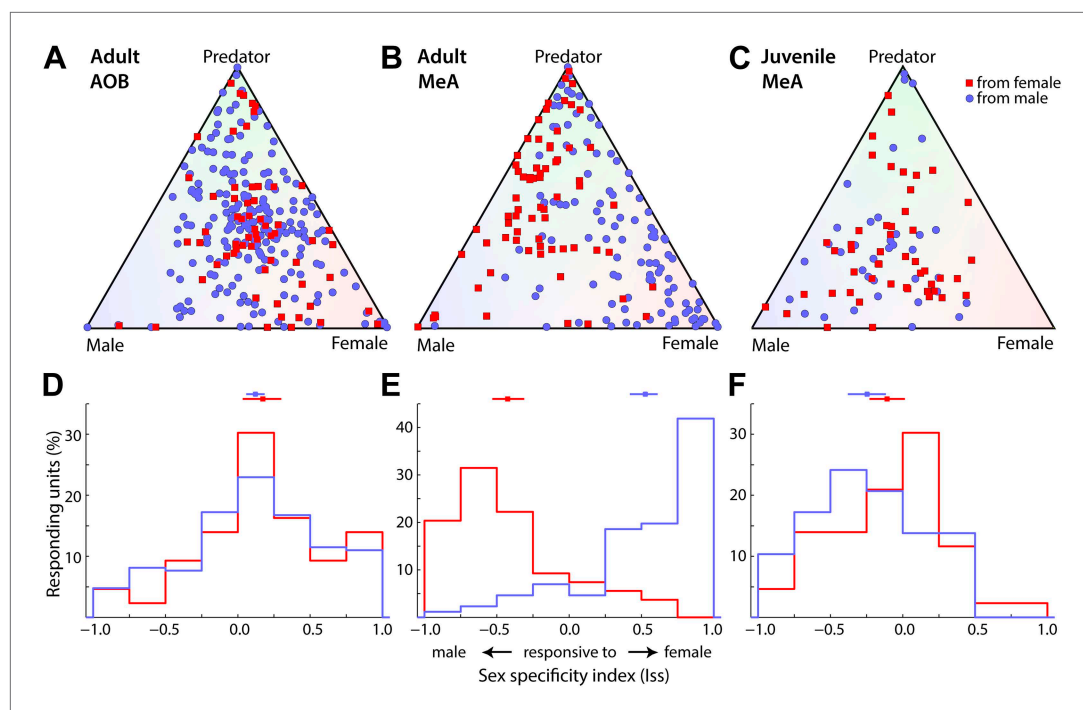 A Adult AOB
Predator
Male
Female
B Adult MeA
Predator
Male
Female
C Juvenile MeA
Predator
from female
from male
Male
Female
D
Responding units (%)
30
20
10
−1.0 −0.5 0.0 0.5 1.0
E
40
30
20
10
−1.0 −0.5 0.0 0.5 1.0
male responsive to female
Sex specificity index (Iss)
F
30
20
10
−1.0 −0.5 0.0 0.5 1.0